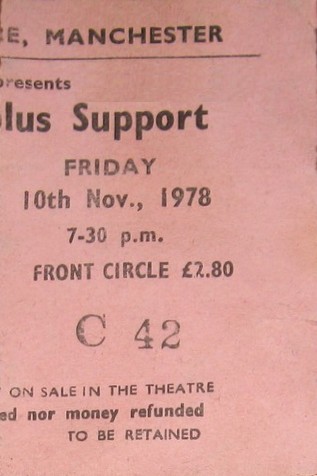 E, MANCHESTER
presents
lus Support
FRIDAY
10th Nov., 1978
7-30 p.m.
FRONT CIRCLE £2.80
C 42
ON SALE IN THE THEATRE
ed nor money refunded
TO BE RETAINED